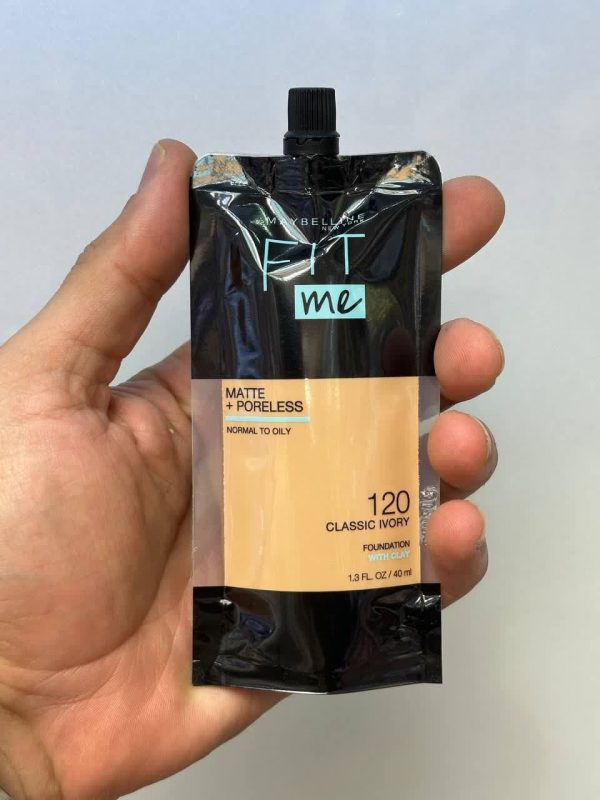 MAYBELLINE
NEW YORK
FIT
me
MATTE
+ PORELESS
NORMAL TO OILY
120
CLASSIC IVORY
FOUNDATION
WITH CLAY
1.3 FL. OZ / 40 ml